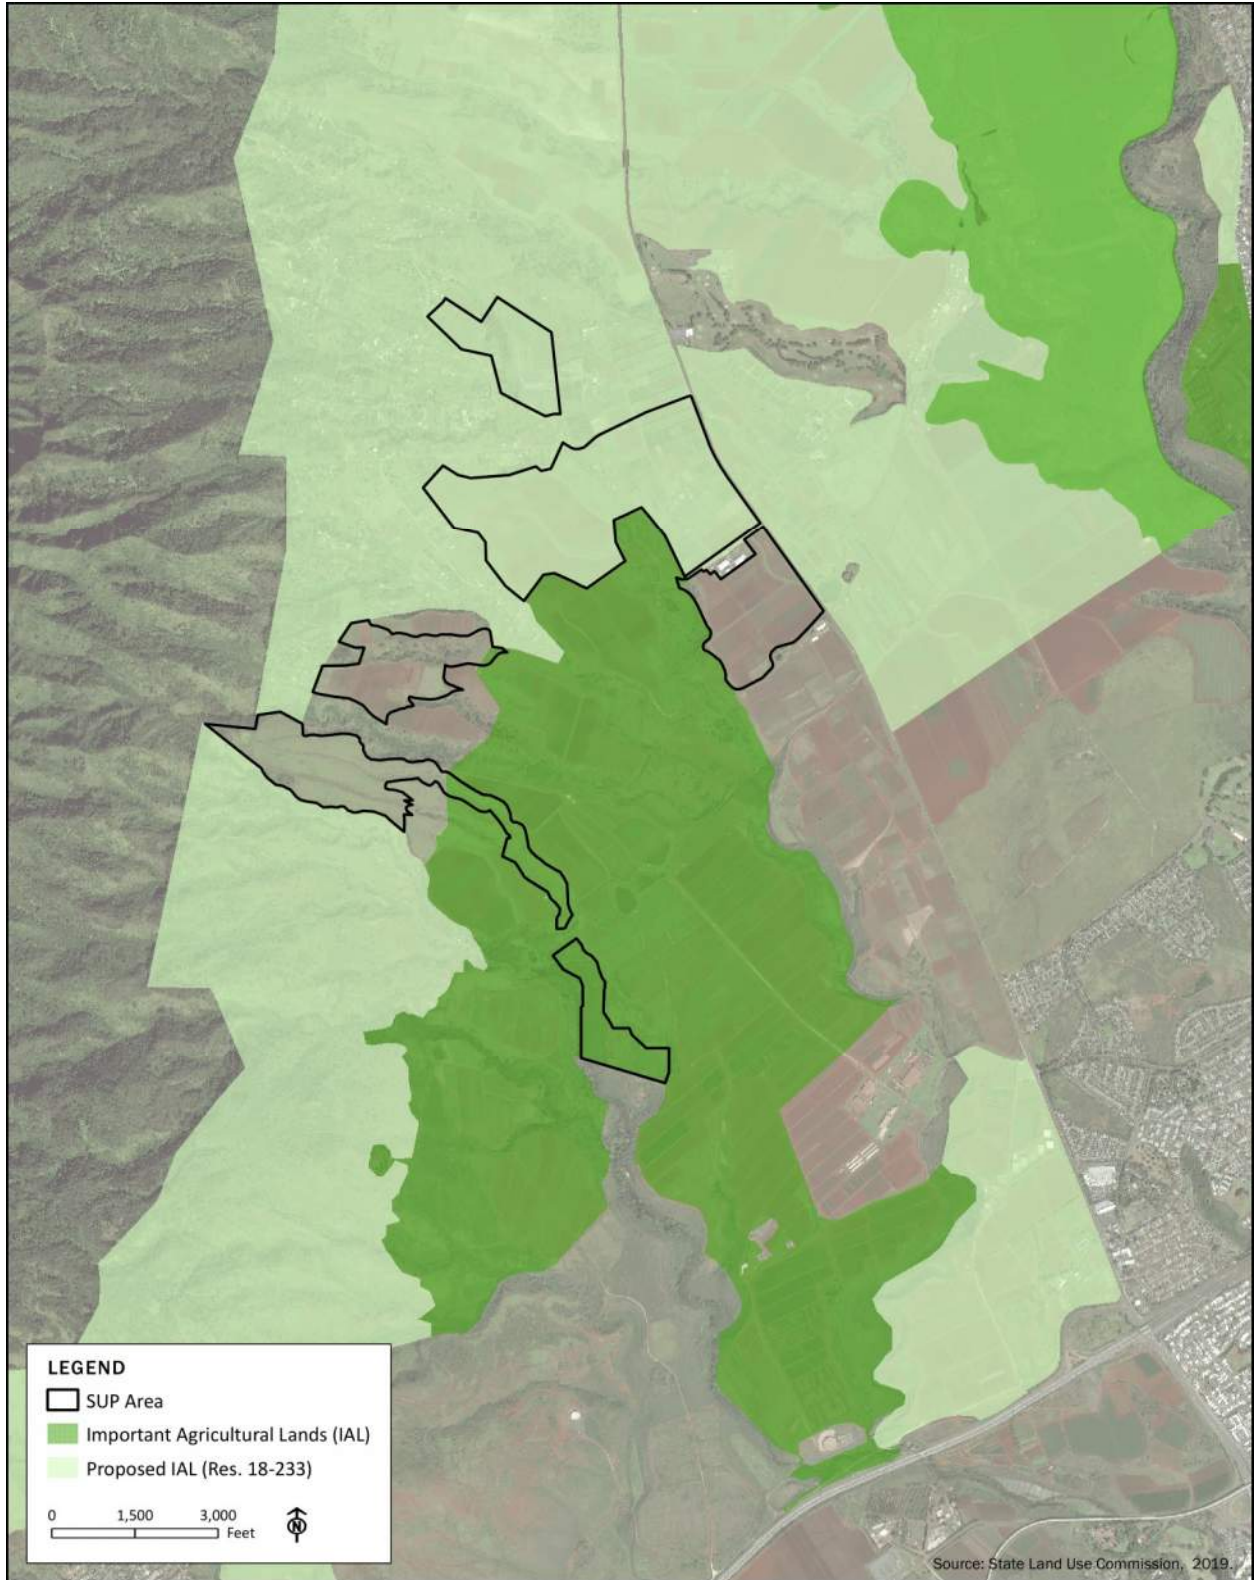 LEGEND
SUP Area
Important Agricultural Lands (IAL)
Proposed IAL (Res. 18-233)
0 1,500 3,000
Feet
N
Source: State Land Use Commission, 2019.